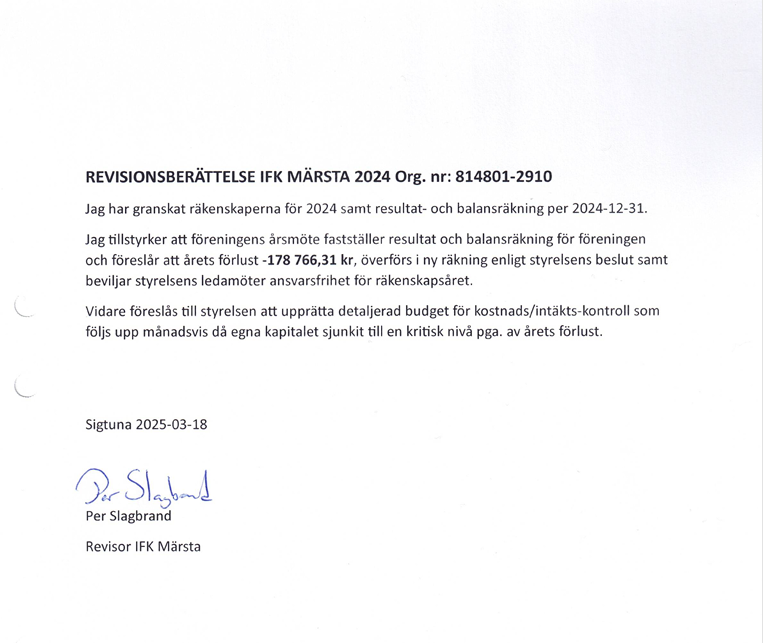 REVISIONSBERÄTTELSE IFK MÄRSTA 2024 Org. nr: 814801-2910
Jag har granskat räkenskaperna för 2024 samt resultat- och balansräkning per 2024-12-31.
Jag tillstyrker att föreningens årsmöte fastställer resultat och balansräkning för föreningen
och föreslår att årets förlust -178 766,31 kr, överförs i ny räkning enligt styrelsens beslut samt
beviljar styrelsens ledamöter ansvarsfrihet för räkenskapsåret.
Vidare föreslås till styrelsen att upprätta detaljerad budget för kostnads/intäkts-kontroll som
följs upp månadsvis då egna kapitalet sjunkit till en kritisk nivå pga. av årets förlust.
Sigtuna 2025-03-18
Per Slagbrand
Per Slagbrand
Revisor IFK Märsta